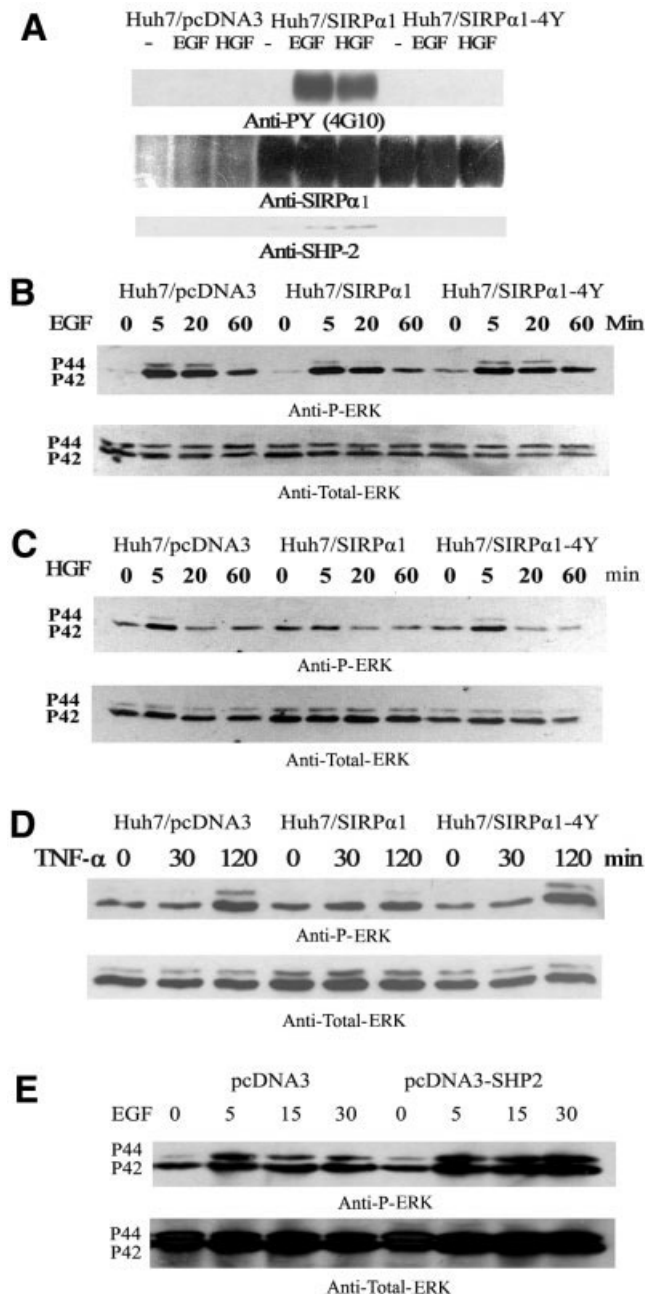 A
Huh7/pcDNA3 Huh7/SIRPα1 Huh7/SIRPα1-4Y
- EGF HGF - EGF HGF - EGF HGF
Anti-PY (4G10)
Anti-SIRPα1
Anti-SHP-2
B
Huh7/pcDNA3 Huh7/SIRPα1 Huh7/SIRPα1-4Y
EGF 0 5 20 60 0 5 20 60 0 5 20 60 Min
P44
P42
Anti-P-ERK
P44
P42
Anti-Total-ERK
C
Huh7/pcDNA3 Huh7/SIRPα1 Huh7/SIRPα1-4Y
HGF 0 5 20 60 0 5 20 60 0 5 20 60 min
P44
P42
Anti-P-ERK
P44
P42
Anti-Total-ERK
D
Huh7/pcDNA3 Huh7/SIRPα1 Huh7/SIRPα1-4Y
TNF-α 0 30 120 0 30 120 0 30 120 min
Anti-P-ERK
Anti-Total-ERK
E
pcDNA3 pcDNA3-SHP2
EGF 0 5 15 30 0 5 15 30
P44
P42
Anti-P-ERK
P44
P42
Anti-Total-ERK